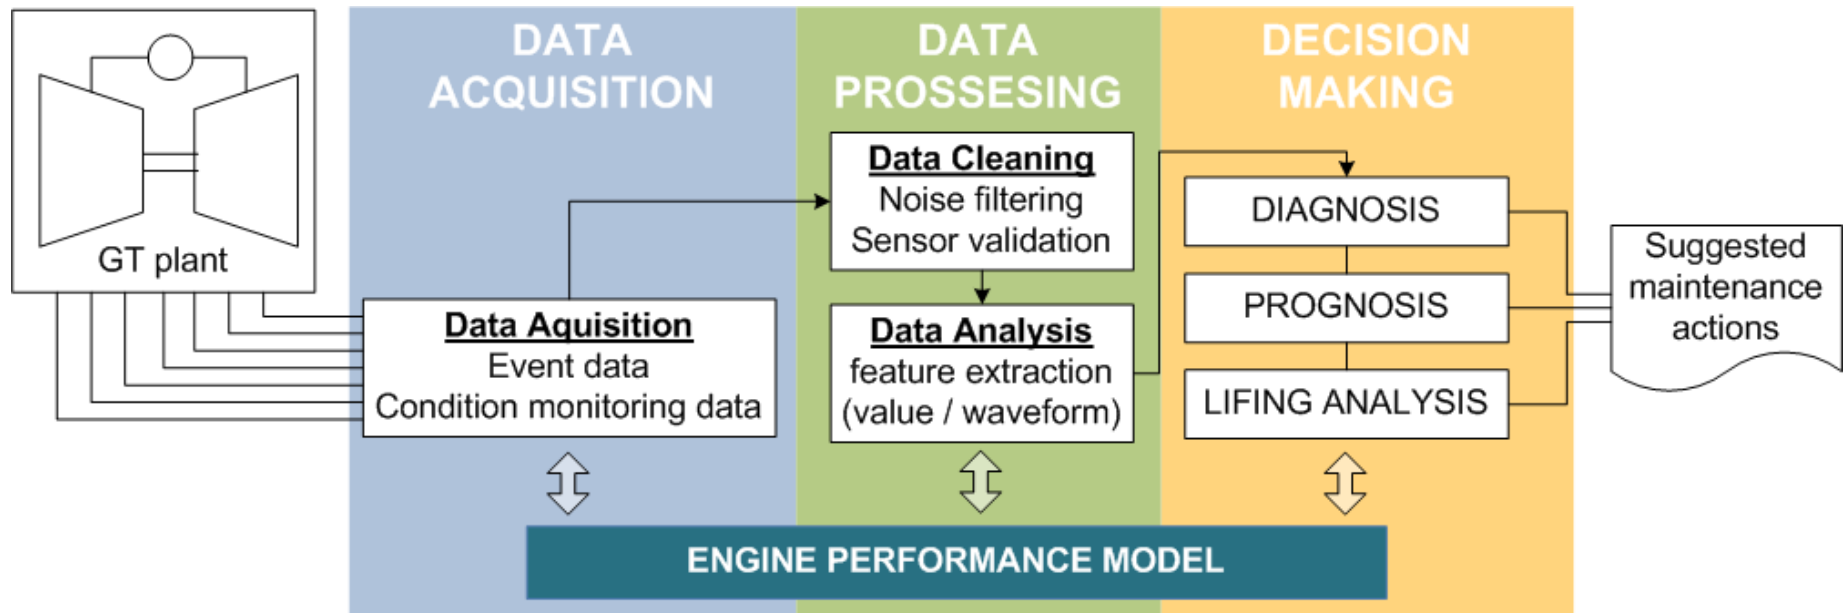 GT plant
DATA
ACQUISITION
Data Aquisition
Event data
Condition monitoring data
DATA
PROSSESING
Data Cleaning
Noise filtering
Sensor validation
Data Analysis
feature extraction
(value / waveform)
DECISION
MAKING
DIAGNOSIS
PROGNOSIS
LIFING ANALYSIS
Suggested
maintenance
actions
ENGINE PERFORMANCE MODEL